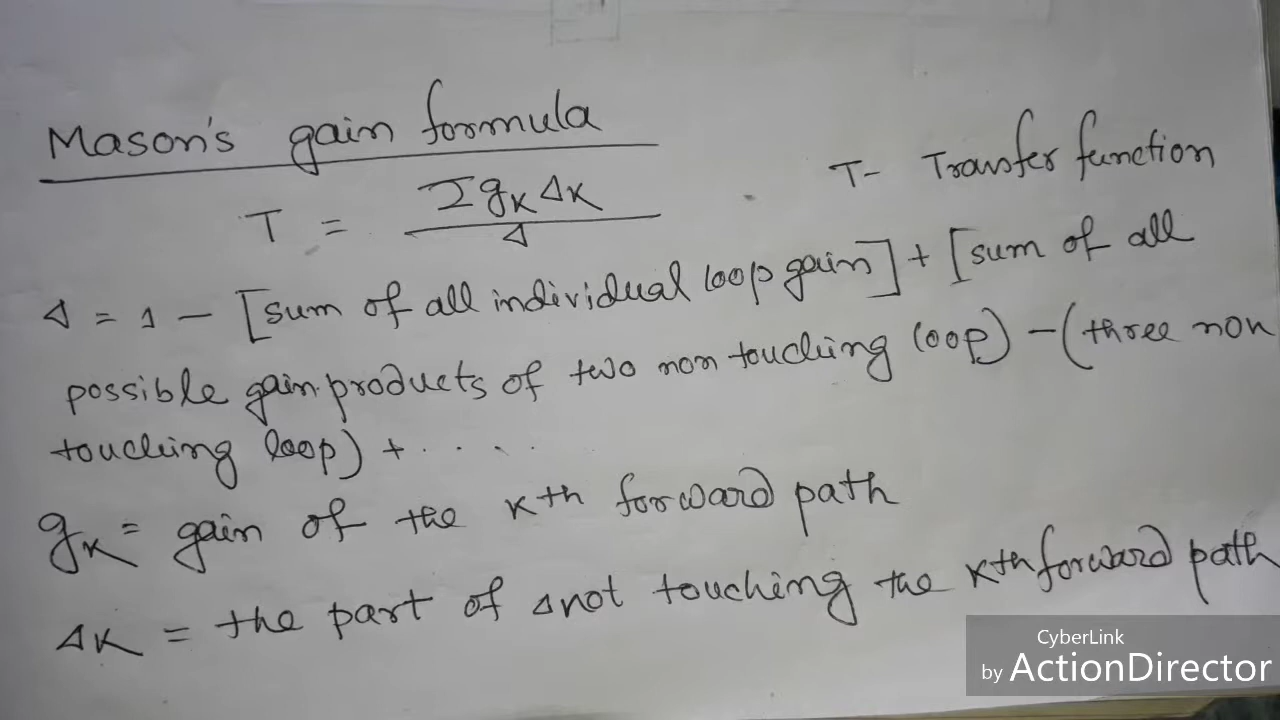 Mason's gain formula
T = Σ gK ΔK / Δ
T- Transfer function
Δ = 1 - [sum of all individual loop gain] + [sum of all
possible gain products of two non touching loop) - (three non
touching loop) + . . . .
gK = gain of the Kth forward path
ΔK = the part of Δ not touching the Kth forward path
CyberLink
by ActionDirector